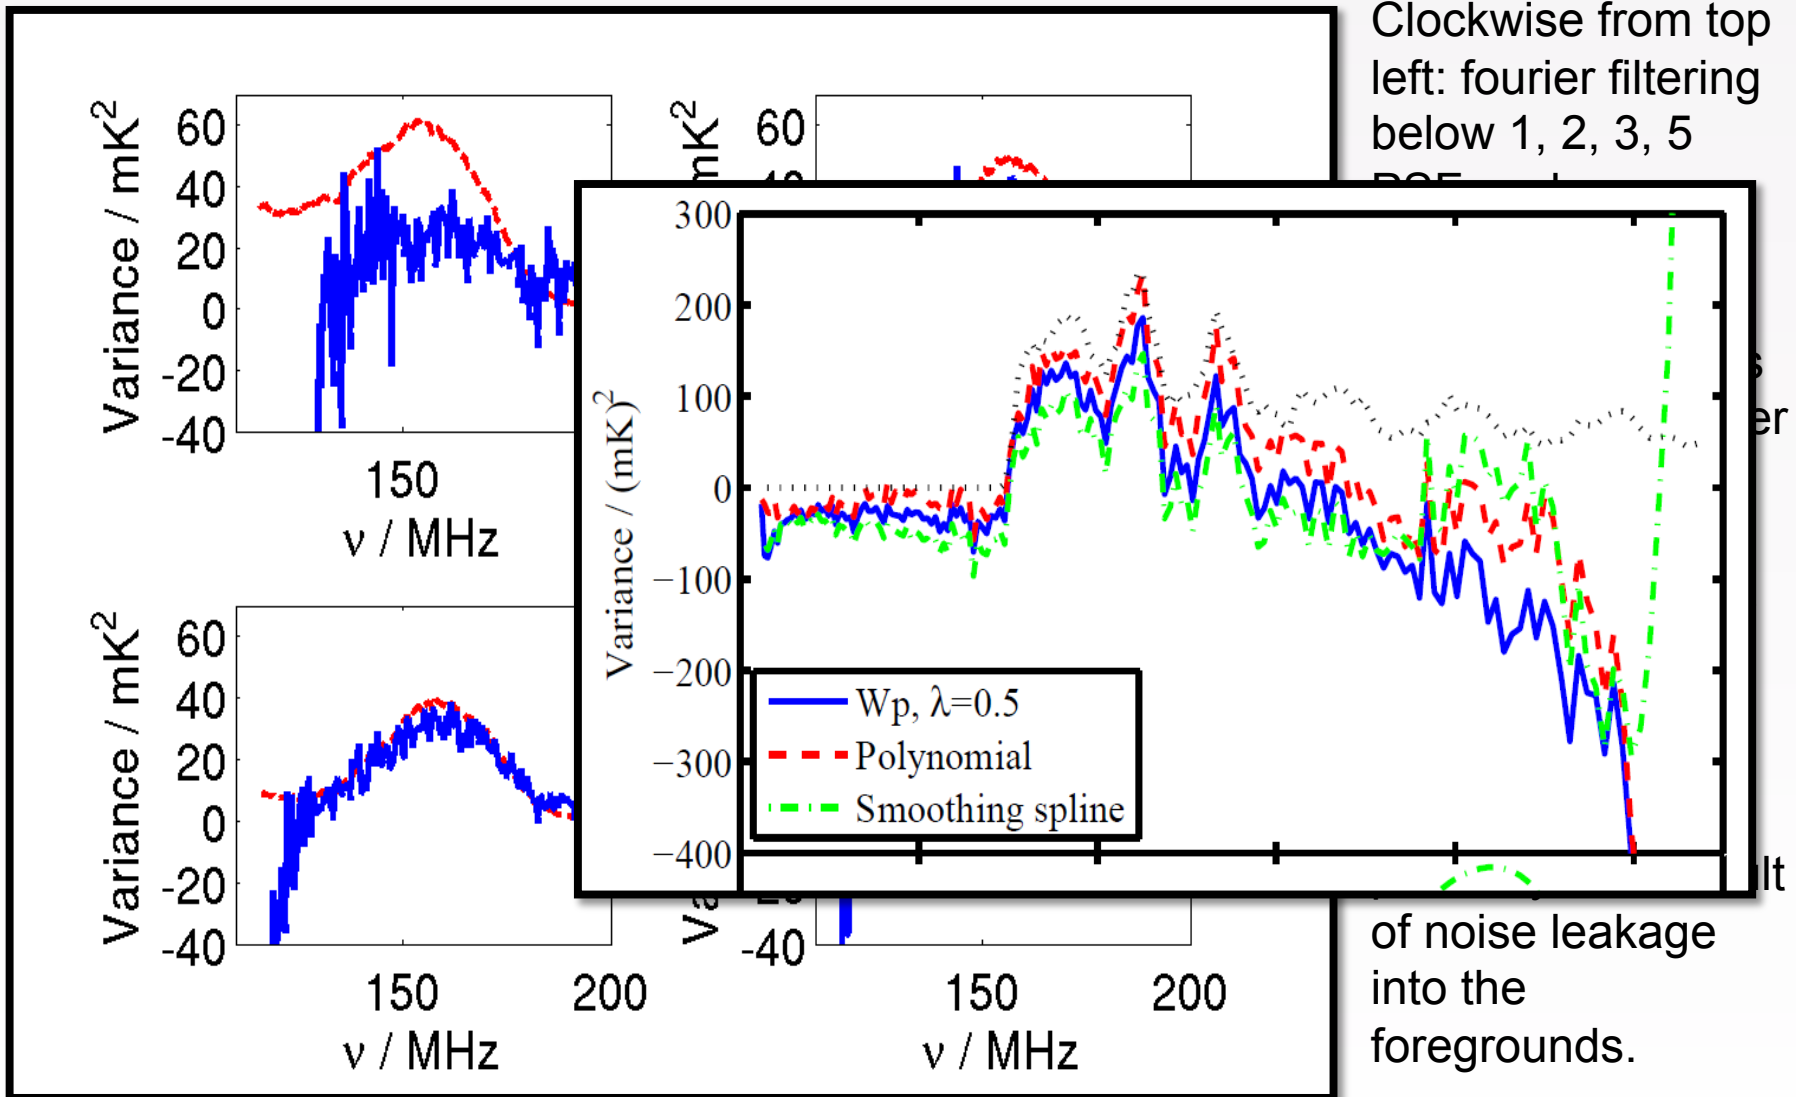 Clockwise from top
left: fourier filtering
below 1, 2, 3, 5
60
40
20
0
-20
-40
Variance / mK²
150
ν / MHz
60
mK²
300
200
100
0
−100
−200
−300
−400
Variance / (mK)²
Wp, λ=0.5
Polynomial
Smoothing spline
60
40
20
0
-20
-40
Variance / mK²
150
200
ν / MHz
-40
150
200
ν / MHz
of noise leakage
into the
foregrounds.